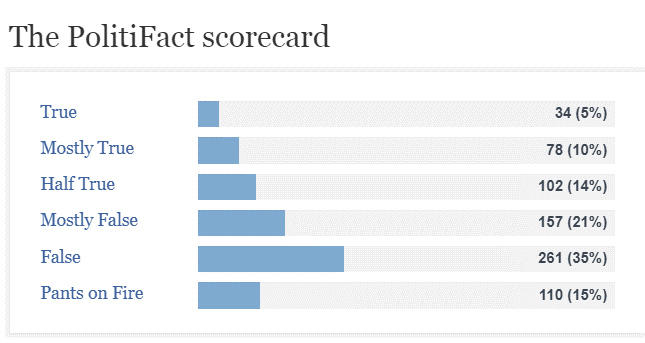 The PolitiFact scorecard
True 34 (5%)
Mostly True 78 (10%)
Half True 102 (14%)
Mostly False 157 (21%)
False 261 (35%)
Pants on Fire 110 (15%)